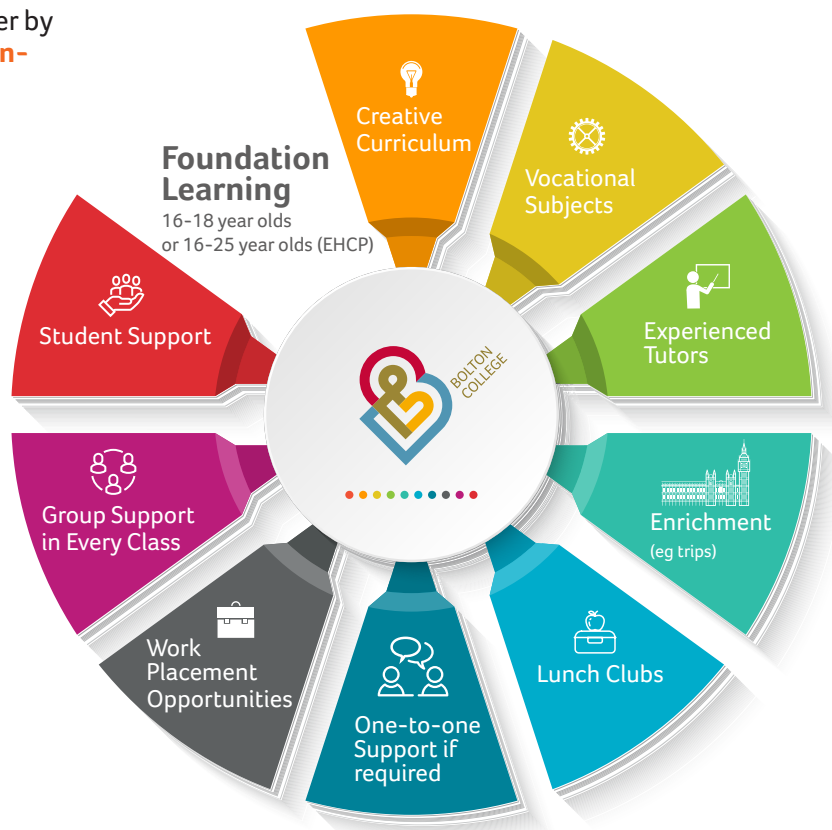 er by
n-
Foundation
Learning
16-18 year olds
or 16-25 year olds (EHCP)
Creative
Curriculum
Vocational
Subjects
Experienced
Tutors
Enrichment
(eg trips)
Lunch Clubs
One-to-one
Support if
required
Work
Placement
Opportunities
Group Support
in Every Class
Student Support
BOLTON
COLLEGE